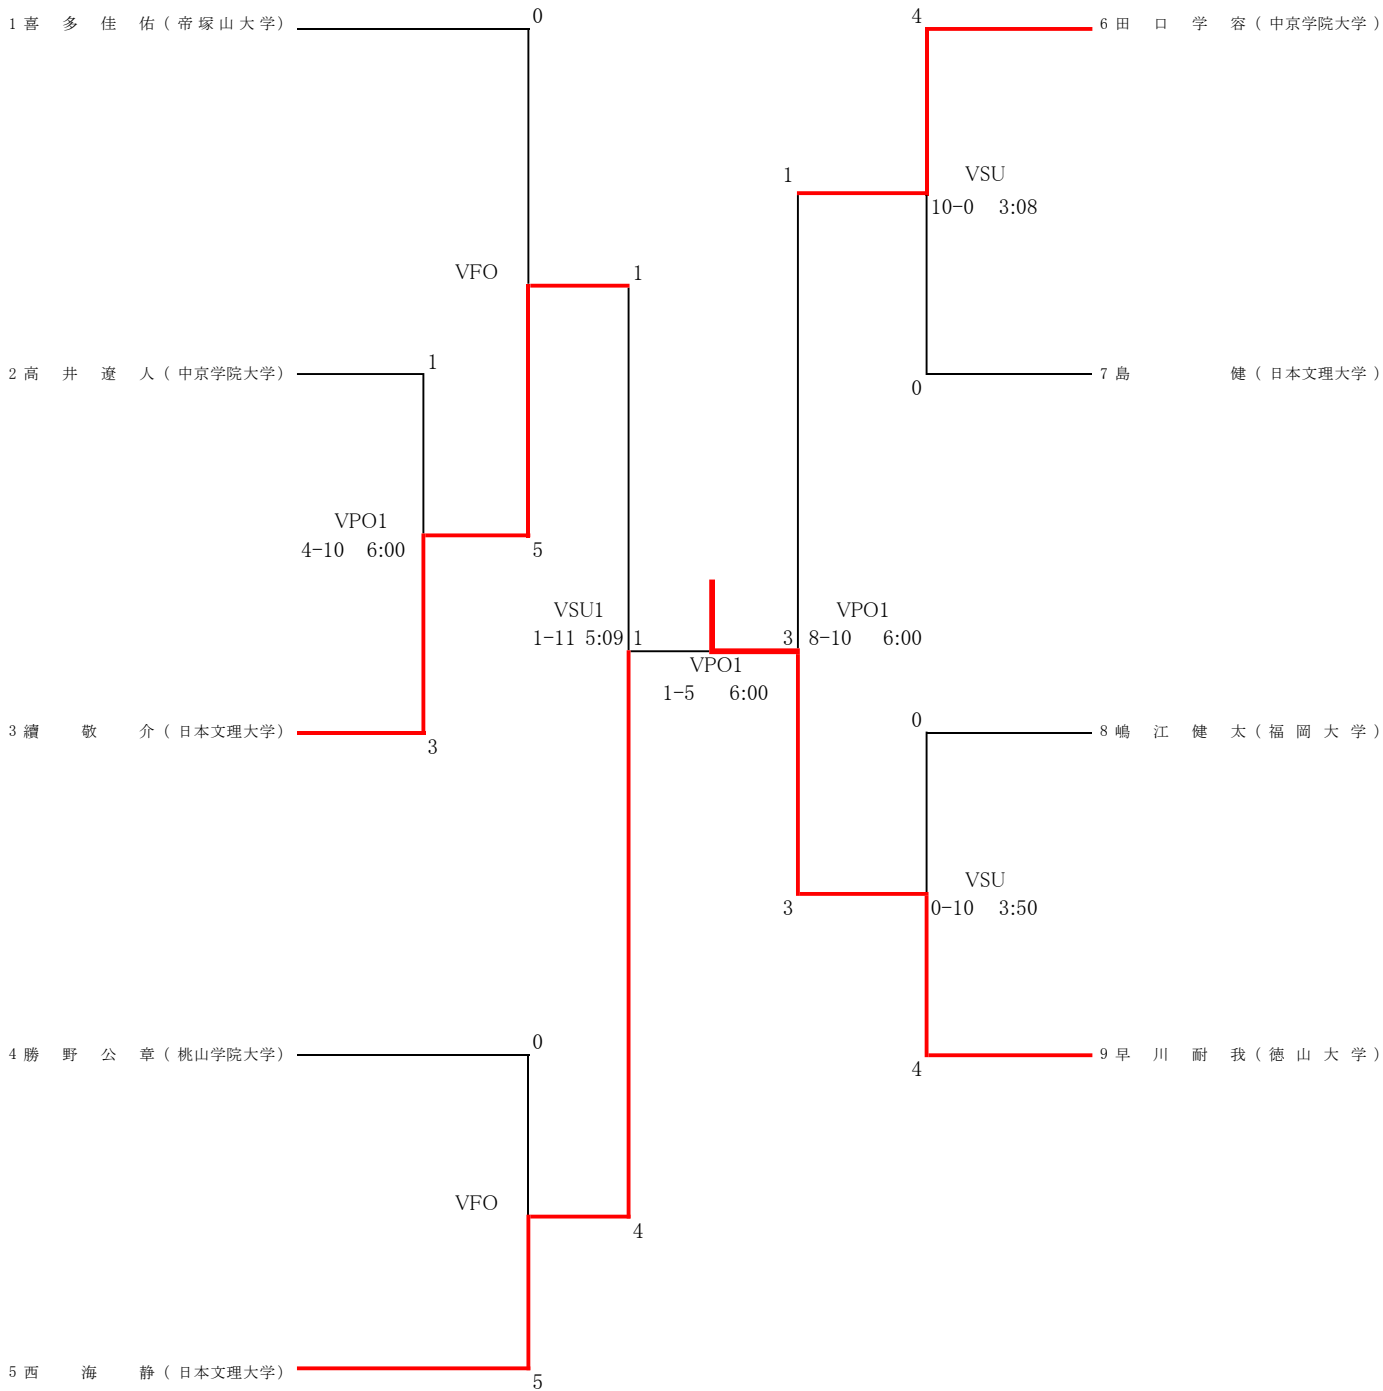 1 喜多佳佑（帝塚山大学）
0
VFO
1
2 高井遼人（中京学院大学）
1
VPO1
4-10 6:00
5
3 續敬介（日本文理大学）
3
VSU1
1-11 5:09
1
4 勝野公章（桃山学院大学）
0
VFO
4
5 西海静（日本文理大学）
5
VPO1
1-5 6:00
4
6 田口学容（中京学院大学）
1
VSU
10-0 3:08
0
7 島健（日本文理大学）
3
VPO1
8-10 6:00
0
8 嶋江健太（福岡大学）
VSU
0-10 3:50
3
4
9 早川耐我（徳山大学）